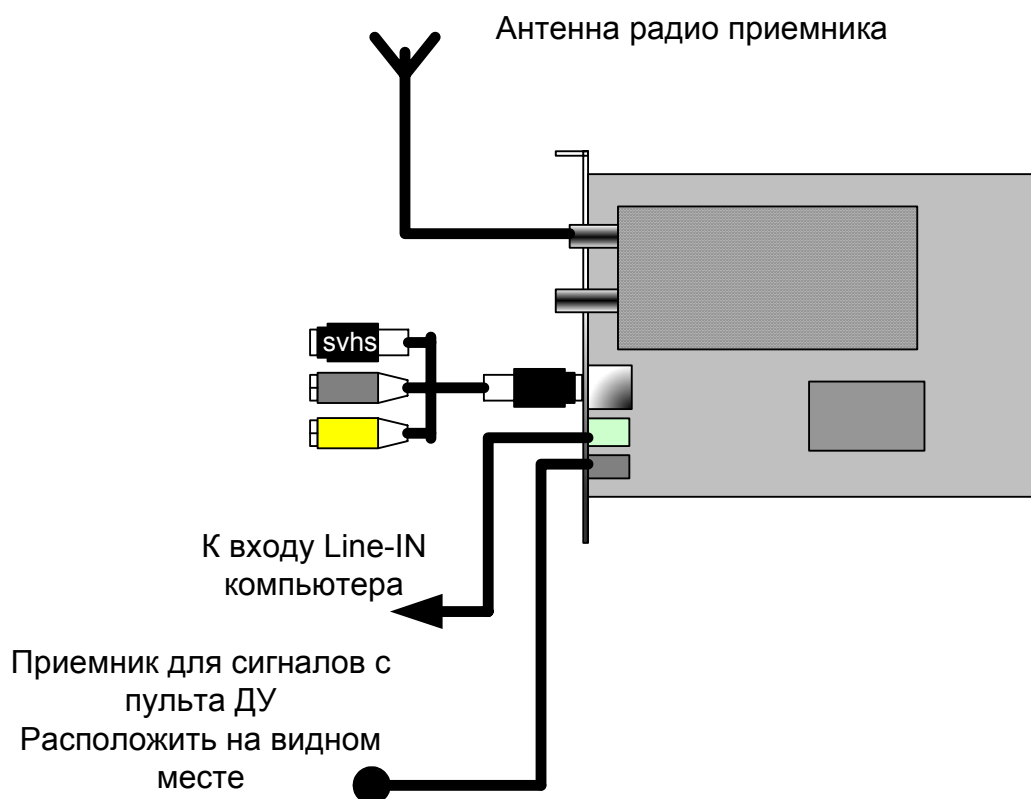 Антенна радио приемника
svhs
К входу Line-IN
компьютера
Приемник для сигналов с
пульта ДУ
Расположить на видном
месте